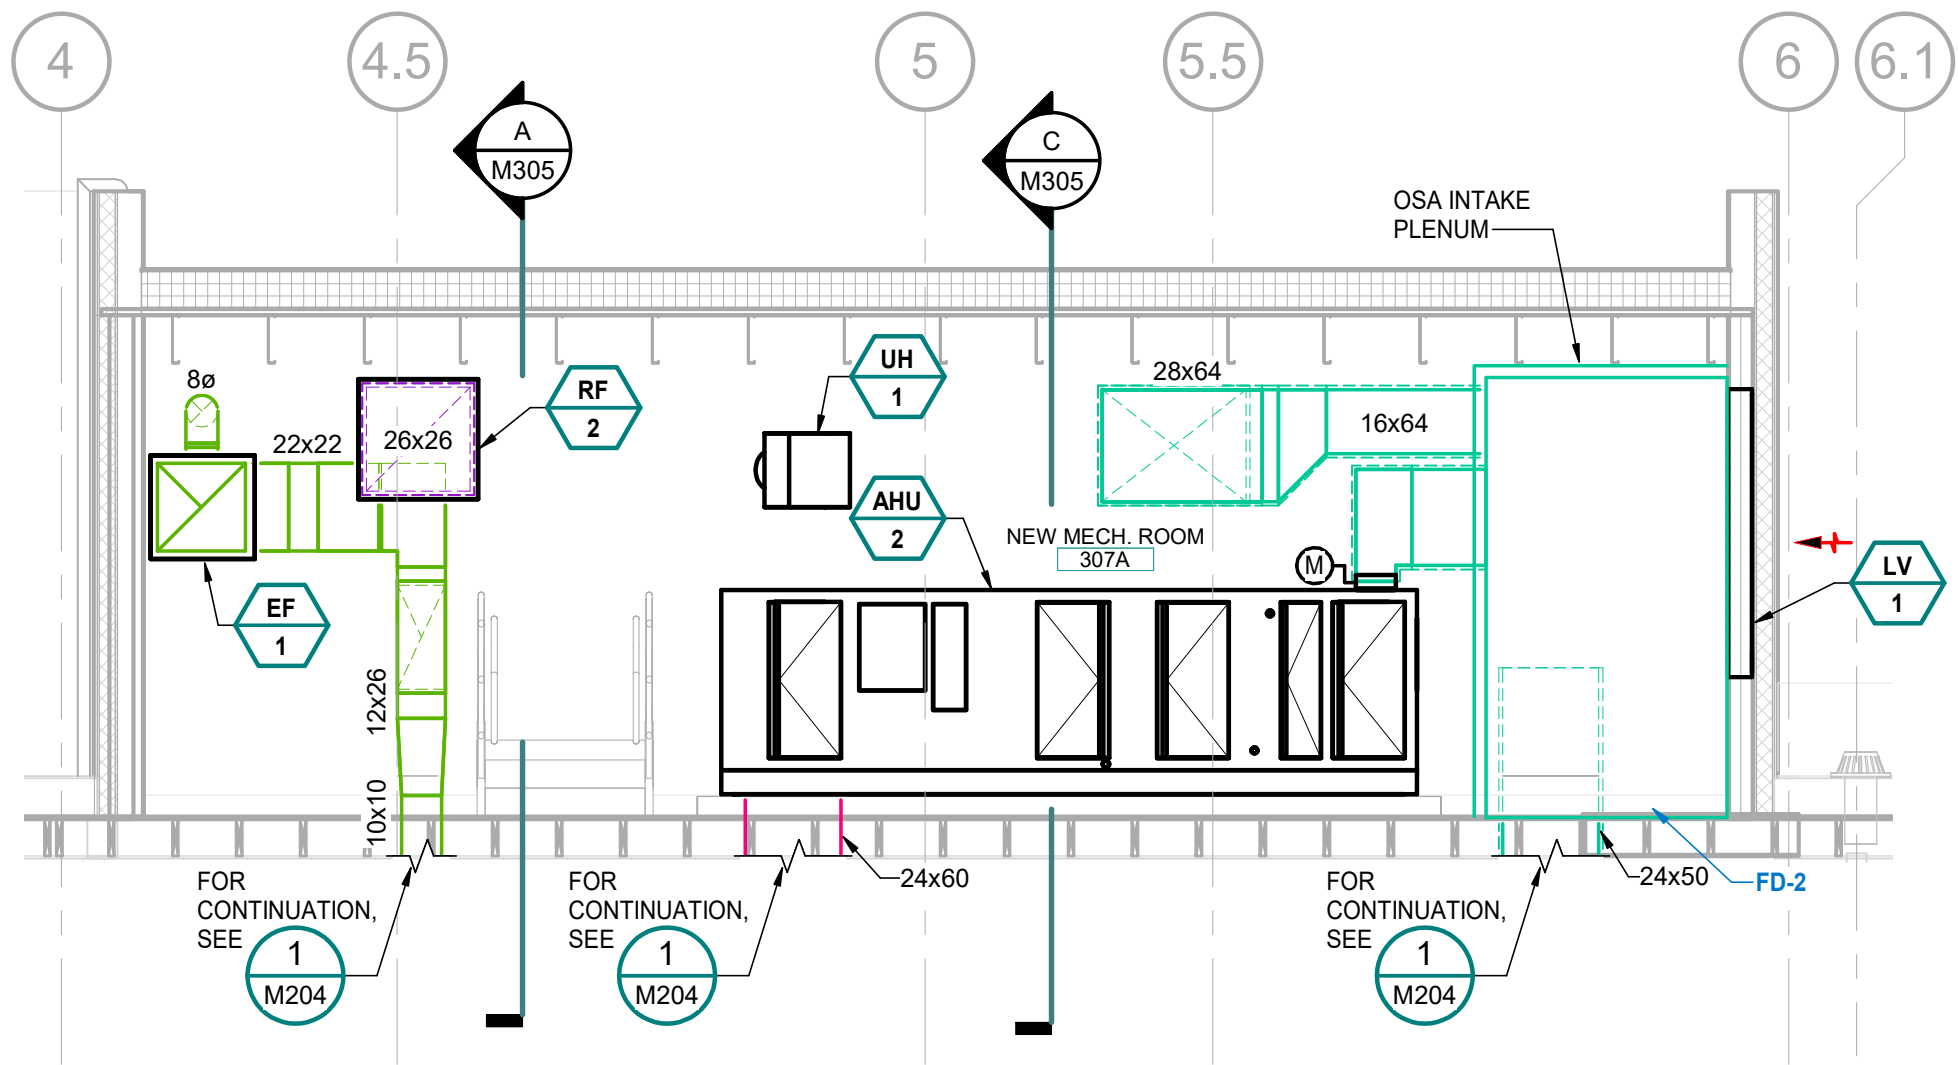 4
4.5
5
5.5
6
6.1
A
M305
C
M305
OSA INTAKE
PLENUM
8ø
22x22
26x26
RF
2
UH
1
28x64
16x64
AHU
2
NEW MECH. ROOM
307A
M
LV
1
EF
1
12x26
10x10
FOR
CONTINUATION,
SEE
1
M204
FOR
CONTINUATION,
SEE
1
M204
24x60
FOR
CONTINUATION,
SEE
1
M204
24x50
FD-2